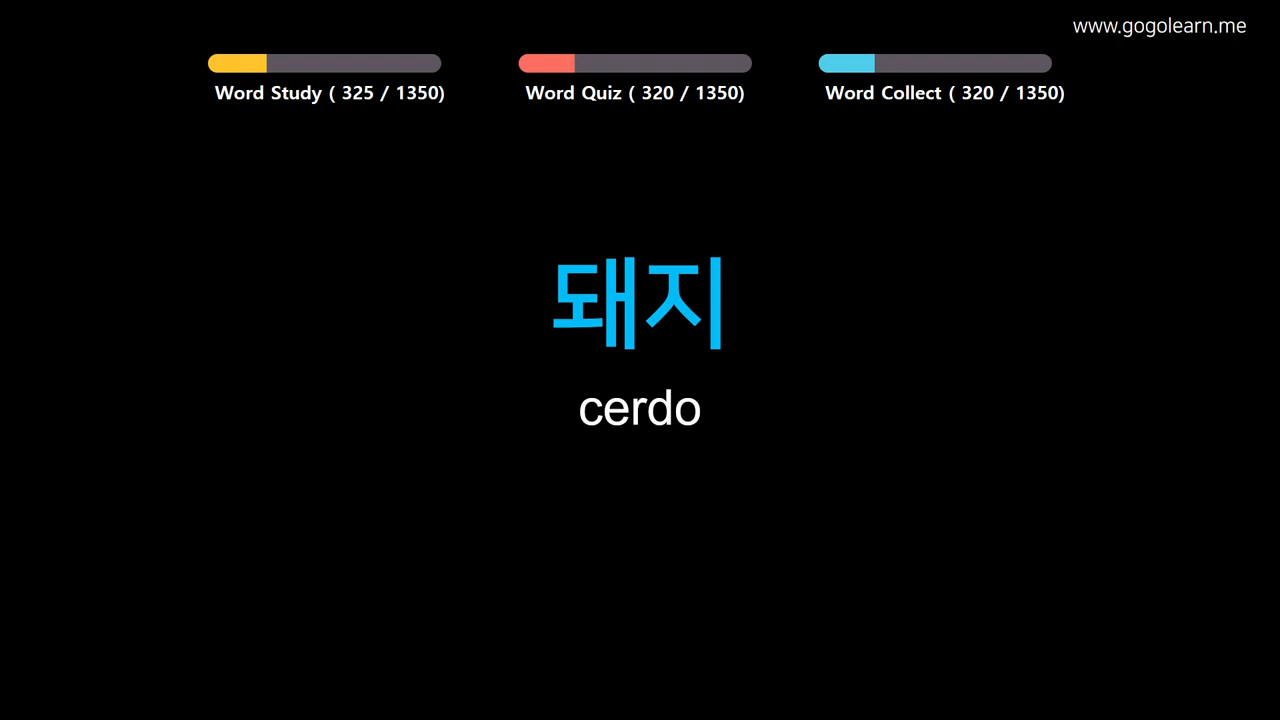 www.gogolearn.me
Word Study ( 325 / 1350)
Word Quiz ( 320 / 1350)
Word Collect ( 320 / 1350)
돼지
cerdo